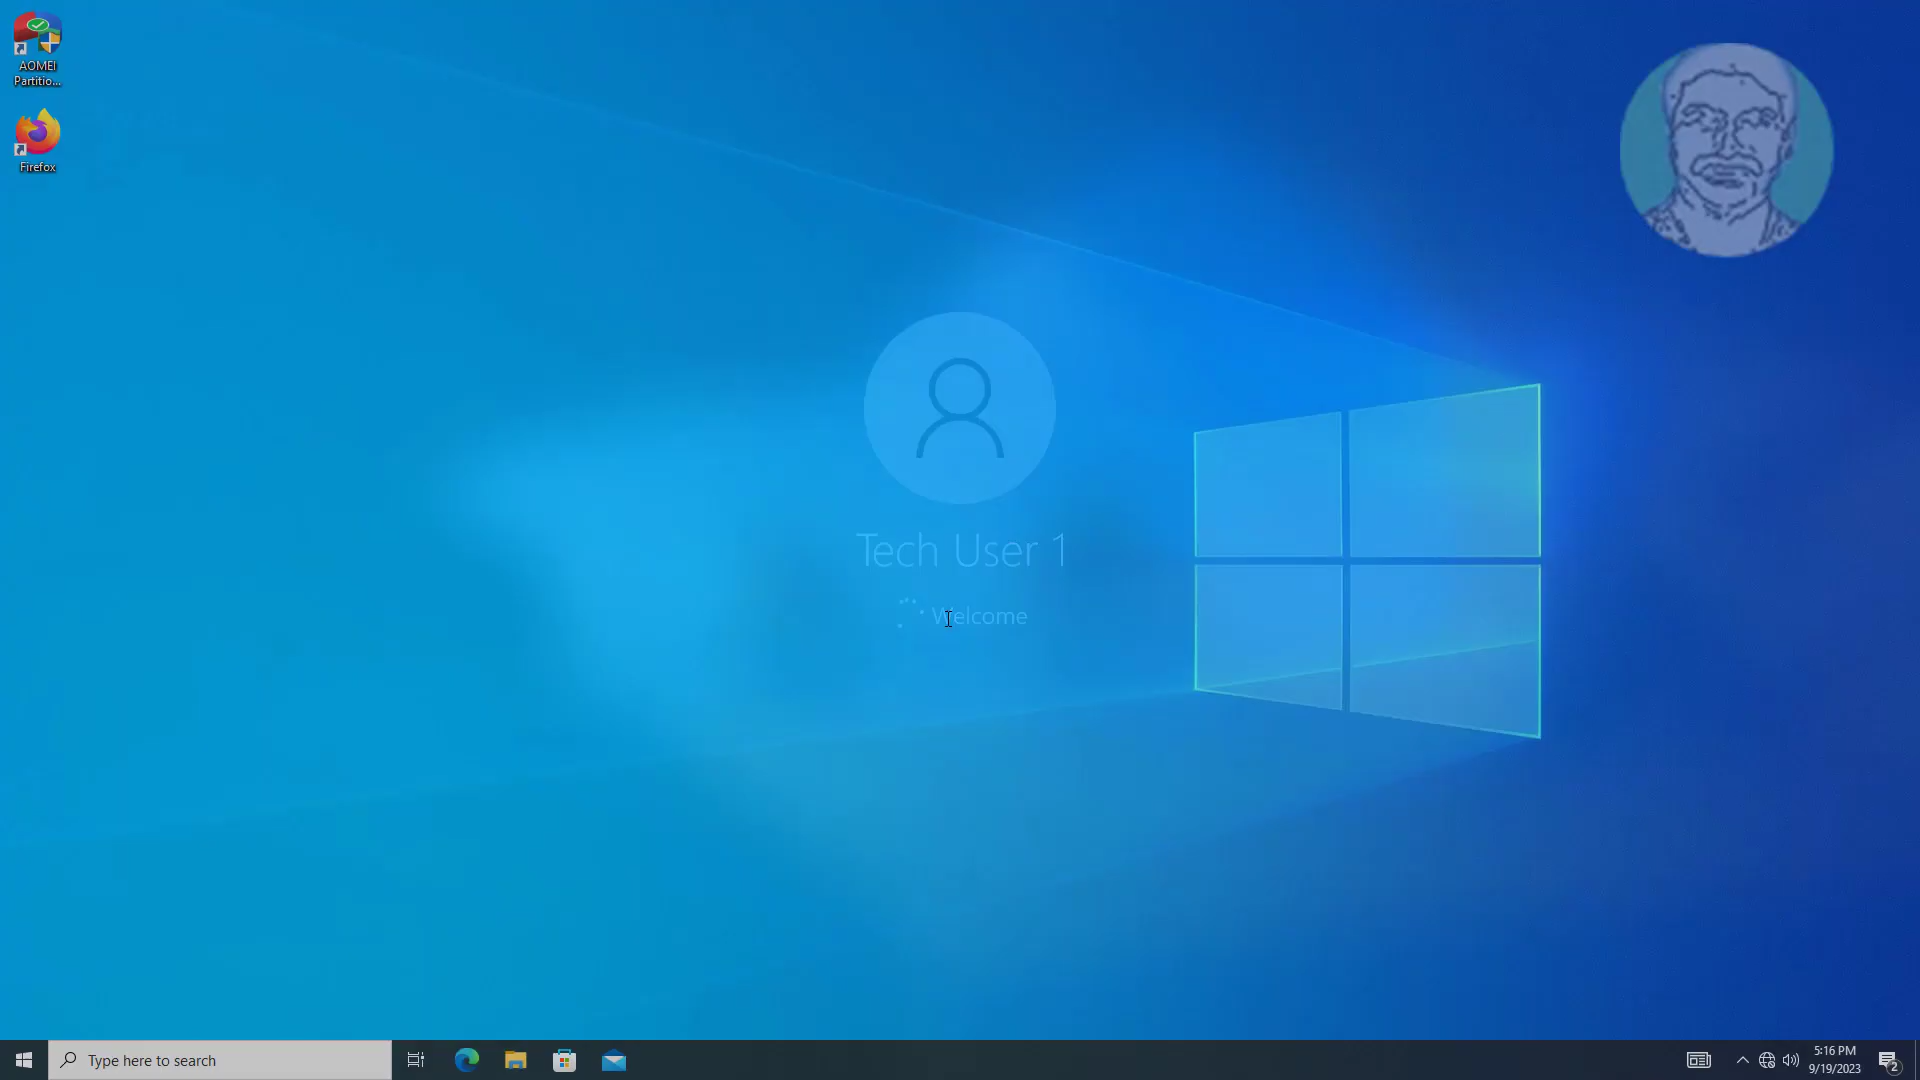 AOMEI
Partitio...
Firefox
Tech User 1
Welcome
Type here to search
5:16 PM
9/19/2023
2